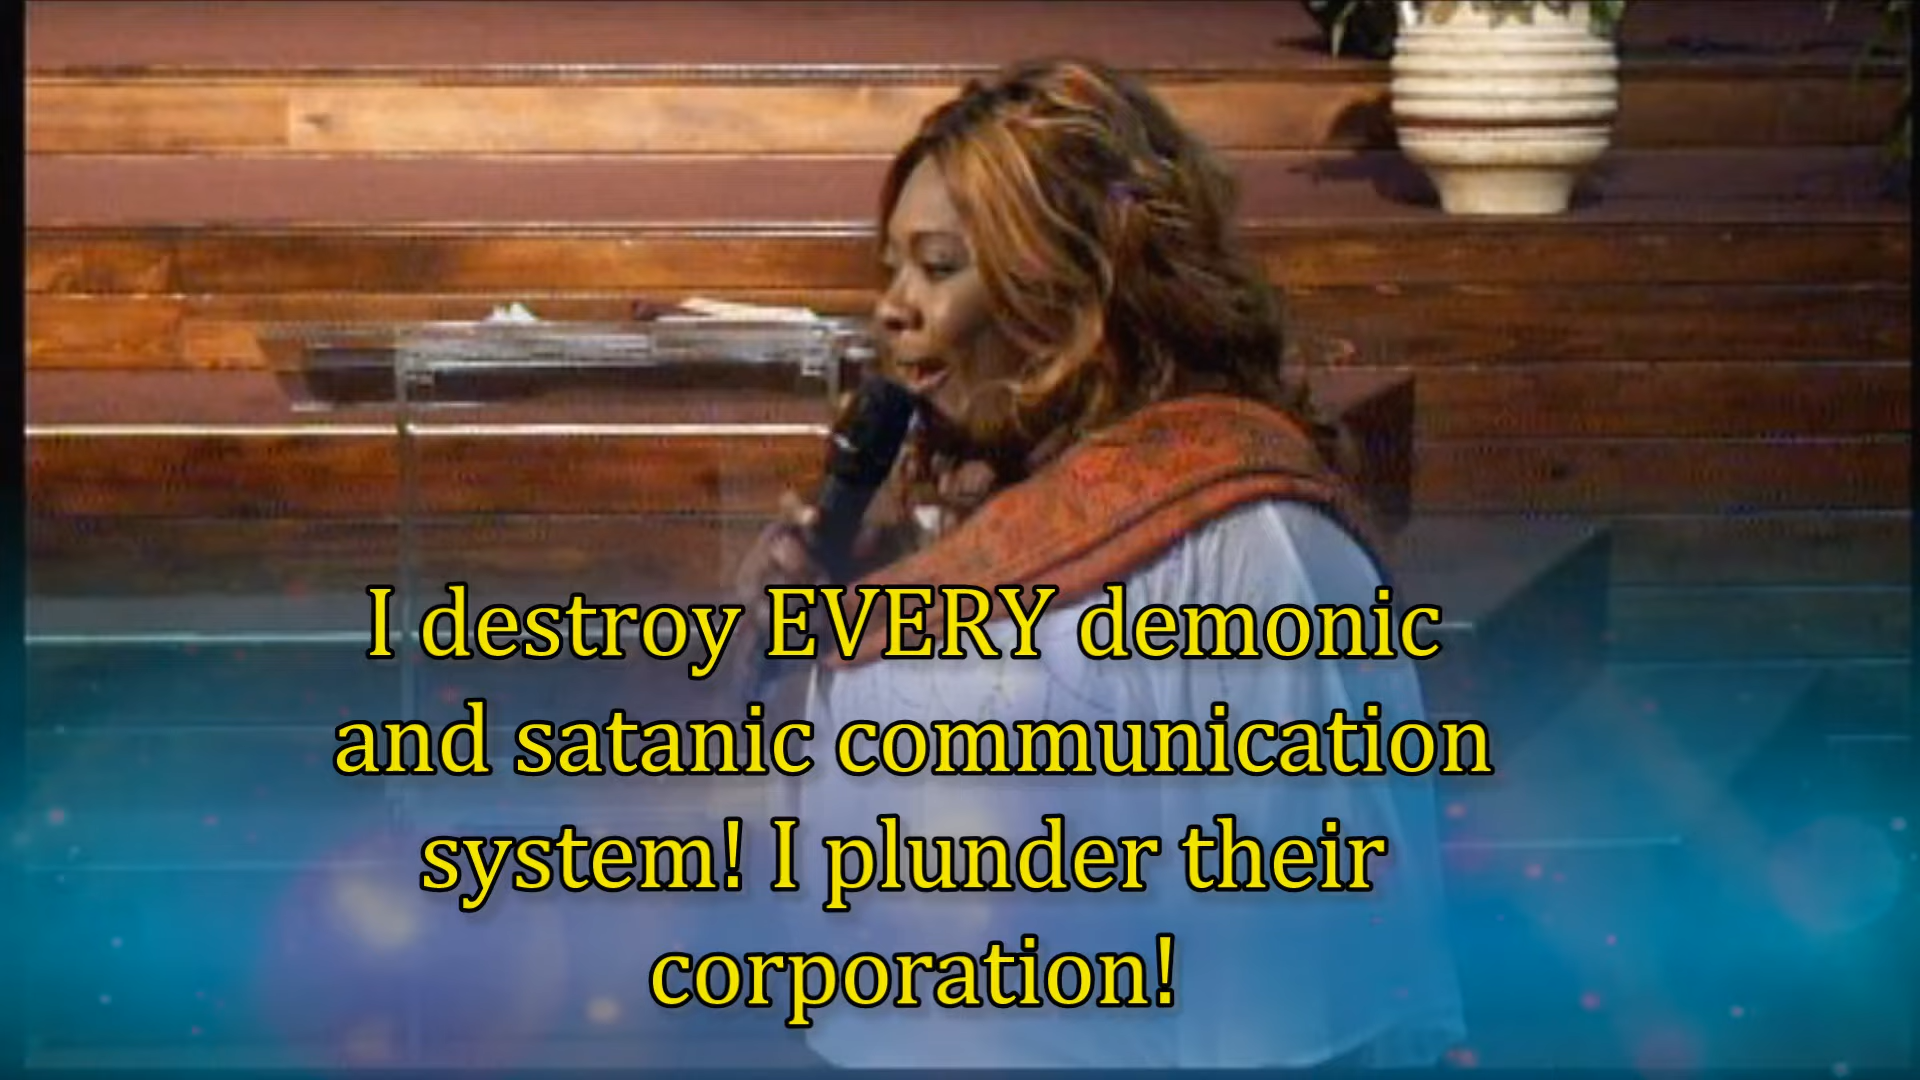 I destroy EVERY demonic
and satanic communication
system! I plunder their
corporation!